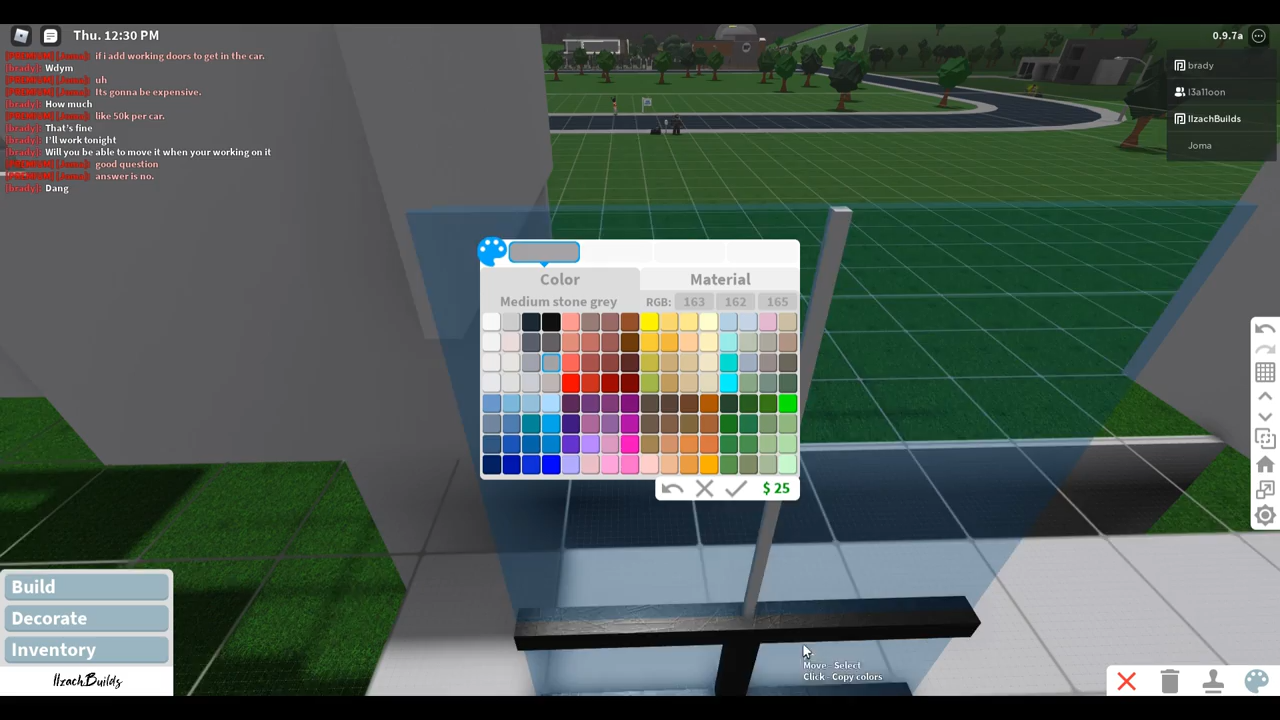 Thu. 12:30 PM
0.9.7a
[PREMIUM] [Joma]: if i add working doors to get in the car.
[brady]: Wdym
[PREMIUM] [Joma]: uh
[PREMIUM] [Joma]: Its gonna be expensive.
[brady]: How much
[PREMIUM] [Joma]: like 50k per car.
[brady]: That's fine
[brady]: I'll work tonight
[brady]: Will you be able to move it when your working on it
[PREMIUM] [Joma]: good question
[PREMIUM] [Joma]: answer is no.
[brady]: Dang
brady
l3a11oon
IIzachBuilds
Joma
Color
Material
Medium stone grey
RGB: 163 162 165
$ 25
Build
Decorate
Inventory
IIzachBuilds
Move - Select
Click - Copy colors